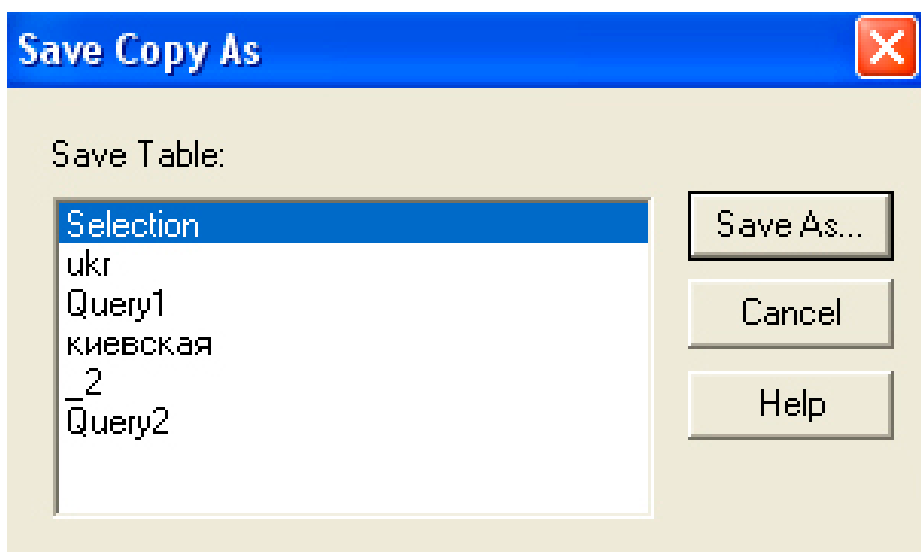 Save Copy As
Save Table:
Selection
ukr
Query1
киевская
_2
Query2
Save As...
Cancel
Help